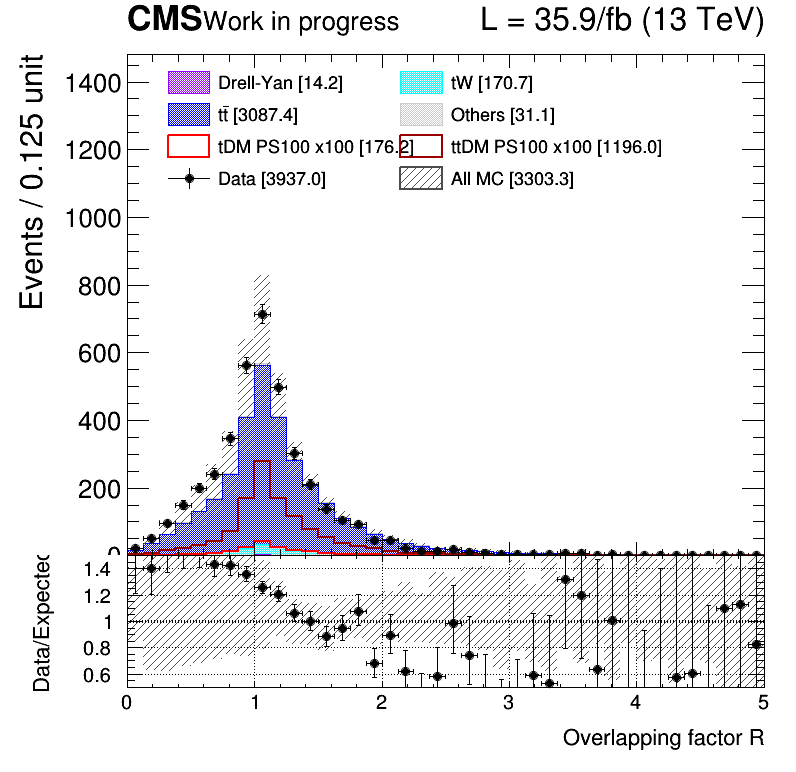 CMS Work in progress L = 35.9/fb (13 TeV)
Events / 0.125 unit
1400
1200
1000
800
600
400
200
0
Drell-Yan [14.2] tW [170.7]
tt̄ [3087.4] Others [31.1]
tDM PS100 x100 [176.2] ttDM PS100 x100 [1196.0]
Data [3937.0] All MC [3303.3]
Data/Expected
1.4
1.2
1
0.8
0.6
0 1 2 3 4 5
Overlapping factor R